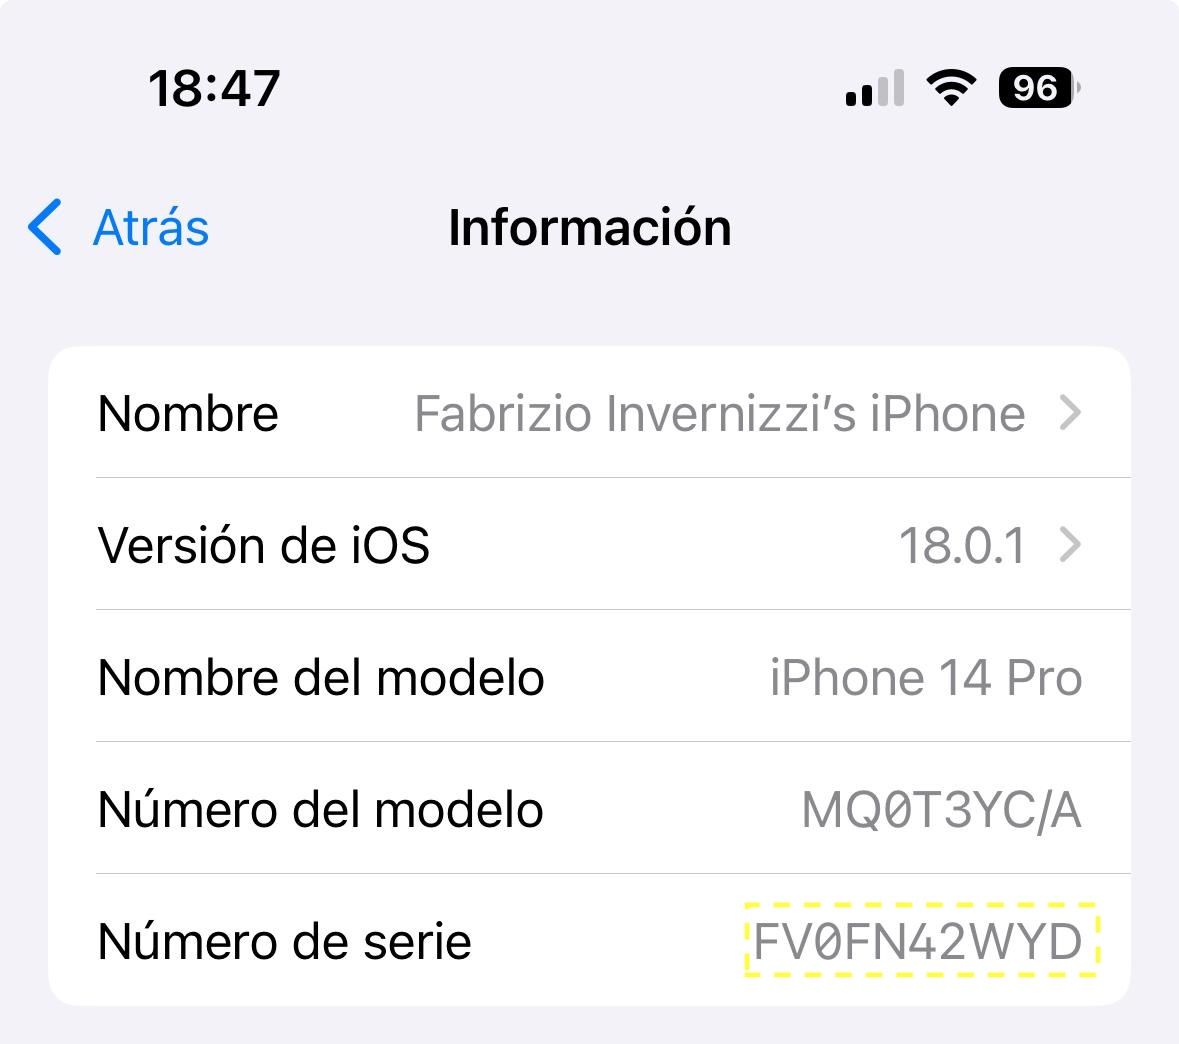 18:47 96
Atrás Información
Nombre Fabrizio Invernizzi’s iPhone
Versión de iOS 18.0.1
Nombre del modelo iPhone 14 Pro
Número del modelo MQ0T3YC/A
Número de serie FV0FN42WYD